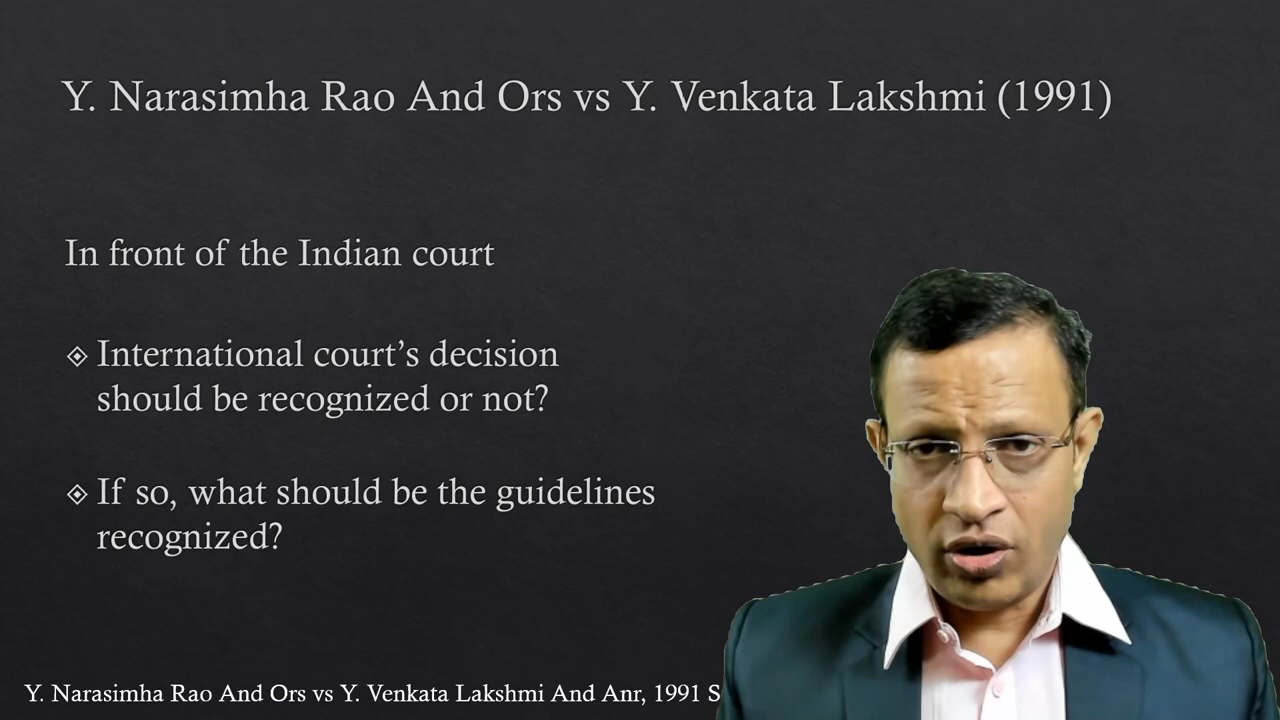 Y. Narasimha Rao And Ors vs Y. Venkata Lakshmi (1991)
In front of the Indian court
International court’s decision
should be recognized or not?
If so, what should be the guidelines
recognized?
Y. Narasimha Rao And Ors vs Y. Venkata Lakshmi And Anr, 1991 S